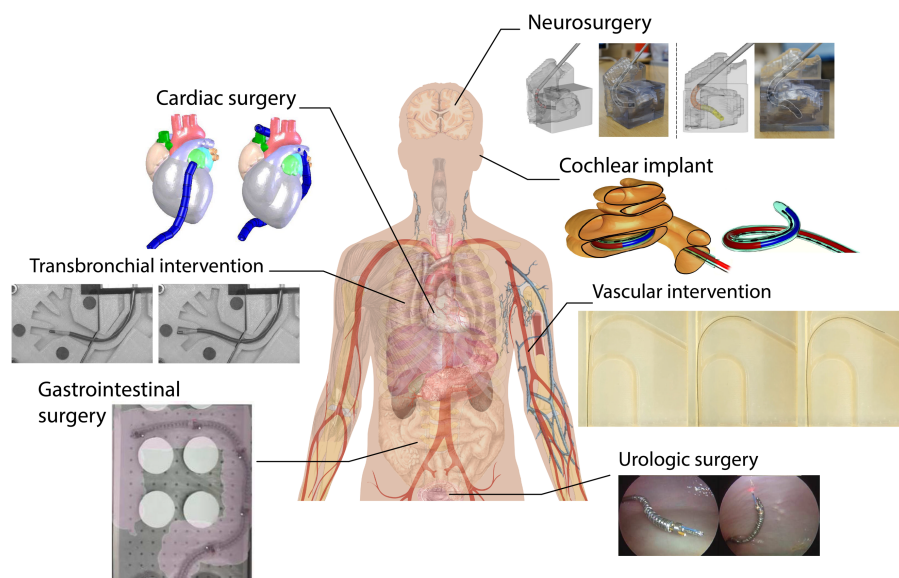 Neurosurgery
Cardiac surgery
Cochlear implant
Transbronchial intervention
Vascular intervention
Gastrointestinal
surgery
Urologic surgery